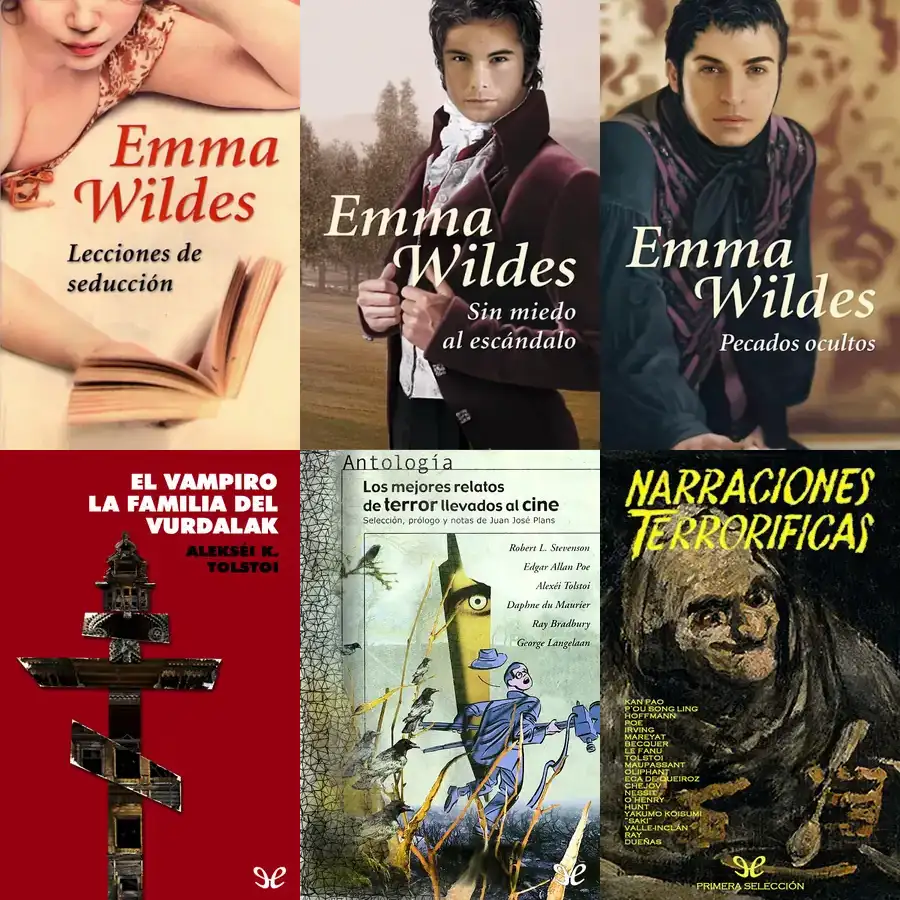 Emma
Wildes
Lecciones de
seducción
Emma
Wildes
Sin miedo
al escándalo
Emma
Wildes
Pecados ocultos
EL VAMPIRO
LA FAMILIA DEL
VURDALAK
ALEKSÉI K.
TOLSTOI
Antología
Los mejores relatos
de terror llevados al cine
Selección, prólogo y notas de Juan José Plans
Robert L. Stevenson
Edgar Allan Poe
Alexéi Tolstoi
Daphne du Maurier
Ray Bradbury
George Langelaan
NARRACIONES
TERRORIFICAS
KAN PAO
P'OU SONG LING
HOFFMANN
POE
IRVING
MAREYAT
BECQUER
LE FANU
TOLSTOI
MAUPASSANT
OLIPHANT
ECA DE QUEIROZ
CHEJOV
NESSIT
O'HENRY
HUNT
YAKUMO KOISUMI
"SAKI"
VALLE-INCLÁN
RAY
DUEÑAS
PRIMERA SELECCIÓN